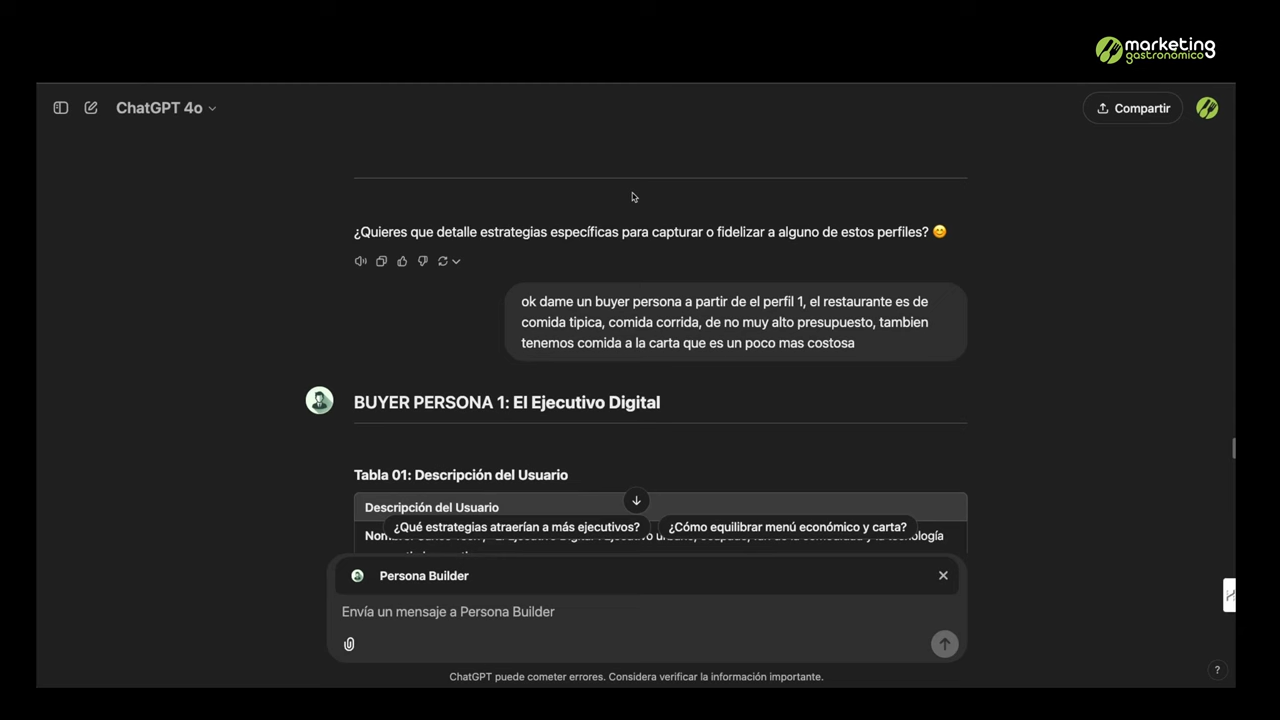 marketing
gastronómico
ChatGPT 4o
Compartir
¿Quieres que detalle estrategias específicas para capturar o fidelizar a alguno de estos perfiles? 😊
ok dame un buyer persona a partir de el perfil 1, el restaurante es de
comida tipica, comida corrida, de no muy alto presupuesto, tambien
tenemos comida a la carta que es un poco mas costosa
BUYER PERSONA 1: El Ejecutivo Digital
Tabla 01: Descripción del Usuario
Descripción del Usuario
¿Qué estrategias atraerían a más ejecutivos?
¿Cómo equilibrar menú económico y carta?
Persona Builder
Envía un mensaje a Persona Builder
ChatGPT puede cometer errores. Considera verificar la información importante.
?